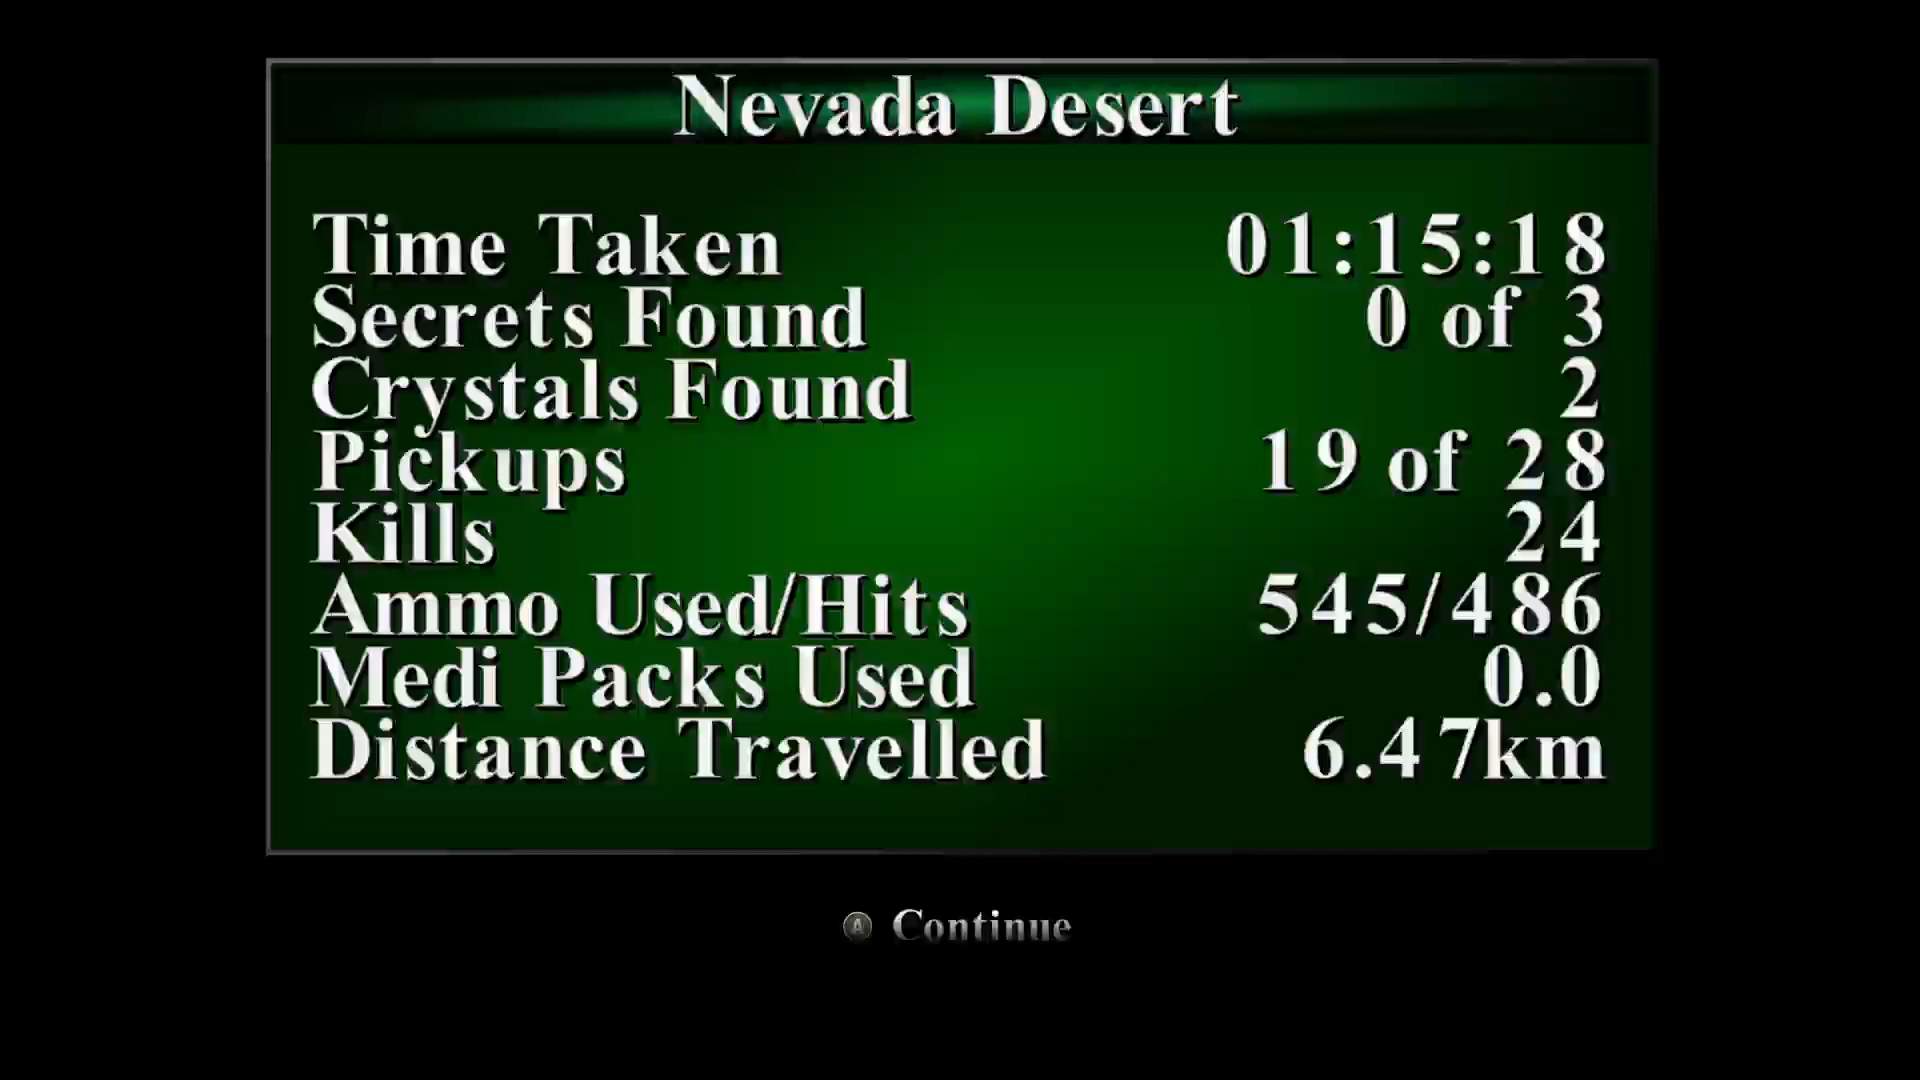 Nevada Desert
Time Taken 01:15:18
Secrets Found 0 of 3
Crystals Found 2
Pickups 19 of 28
Kills 24
Ammo Used/Hits 545/486
Medi Packs Used 0.0
Distance Travelled 6.47km
A Continue